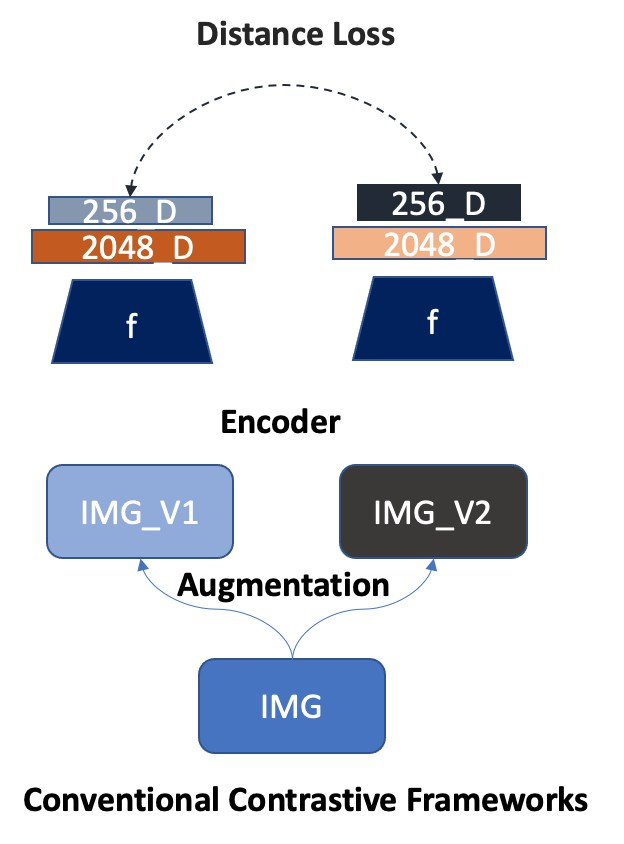 Distance Loss
256_D
256_D
2048_D
2048_D
f
f
Encoder
IMG_V1
IMG_V2
Augmentation
IMG
Conventional Contrastive Frameworks